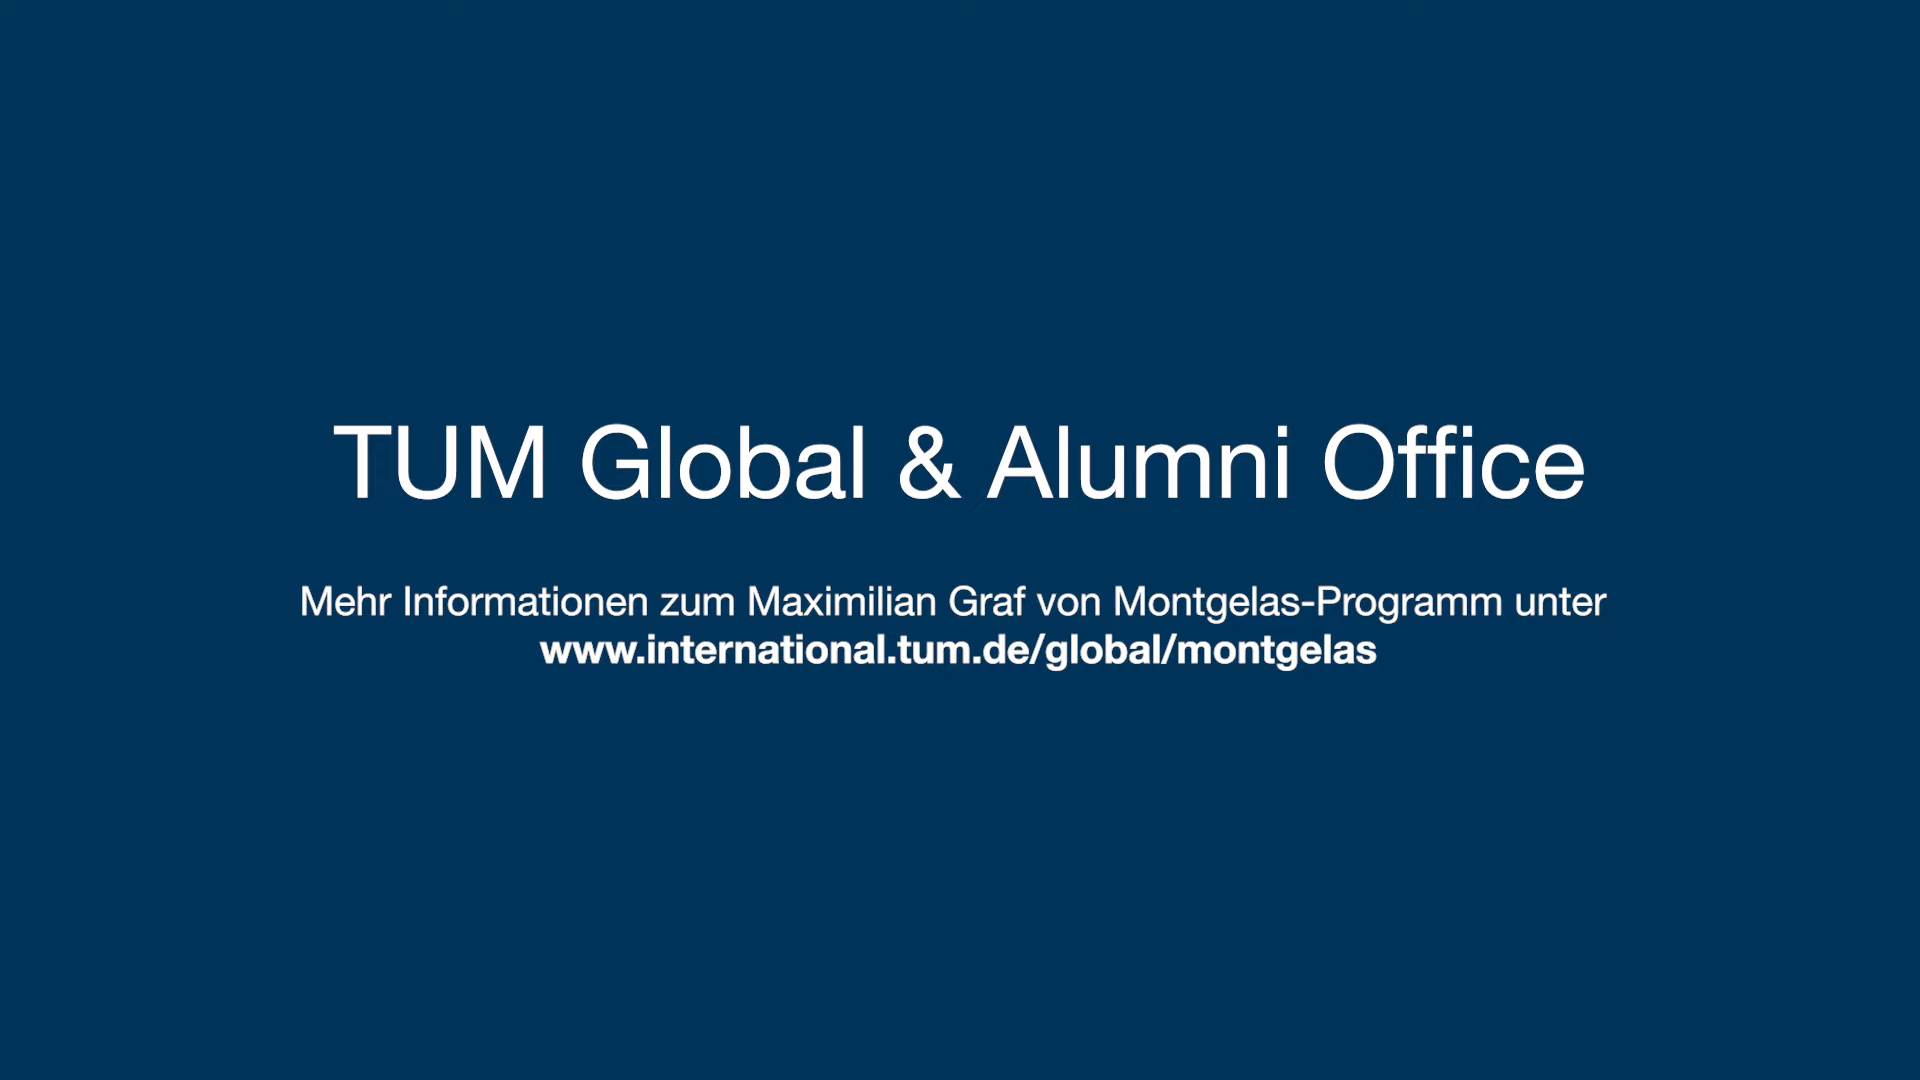 TUM Global & Alumni Office
Mehr Informationen zum Maximilian Graf von Montgelas-Programm unter
www.international.tum.de/global/montgelas